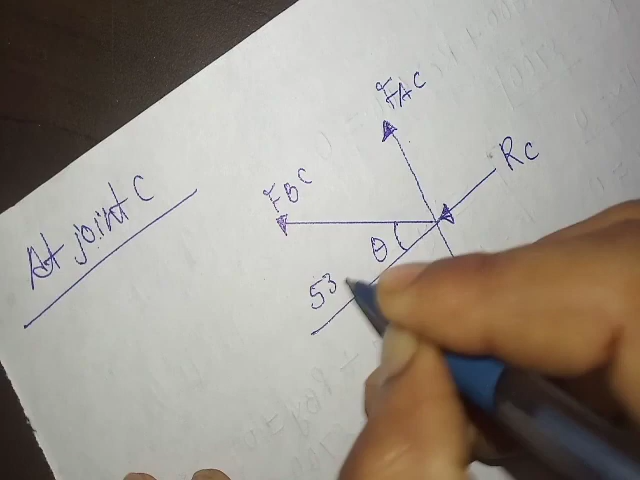 At joint C
FAC
RC
FBC
θ
53